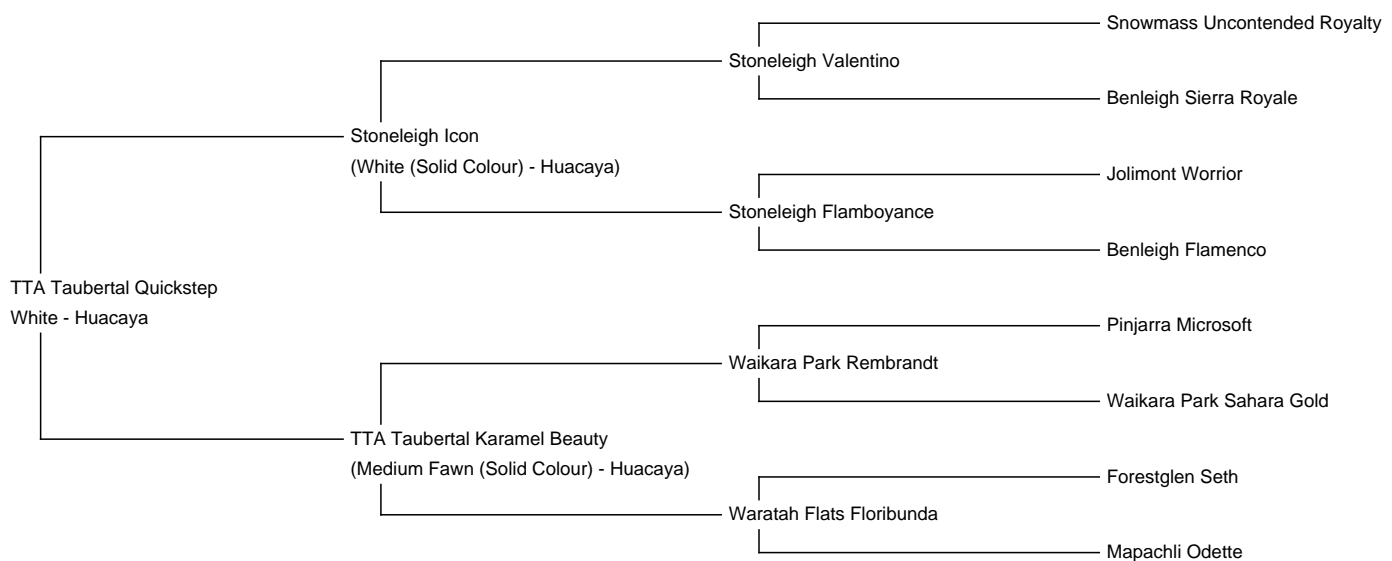 Snowmass Uncontended Royalty
Stoneleigh Valentino
Benleigh Sierra Royale
Stoneleigh Icon
(White (Solid Colour) - Huacaya)
Jolimont Worrior
Stoneleigh Flamboyance
Benleigh Flamenco
TTA Taubertal Quickstep
White - Huacaya
Pinjarra Microsoft
Waikara Park Rembrandt
Waikara Park Sahara Gold
TTA Taubertal Karamel Beauty
(Medium Fawn (Solid Colour) - Huacaya)
Forestglen Seth
Waratah Flats Floribunda
Mapachli Odette